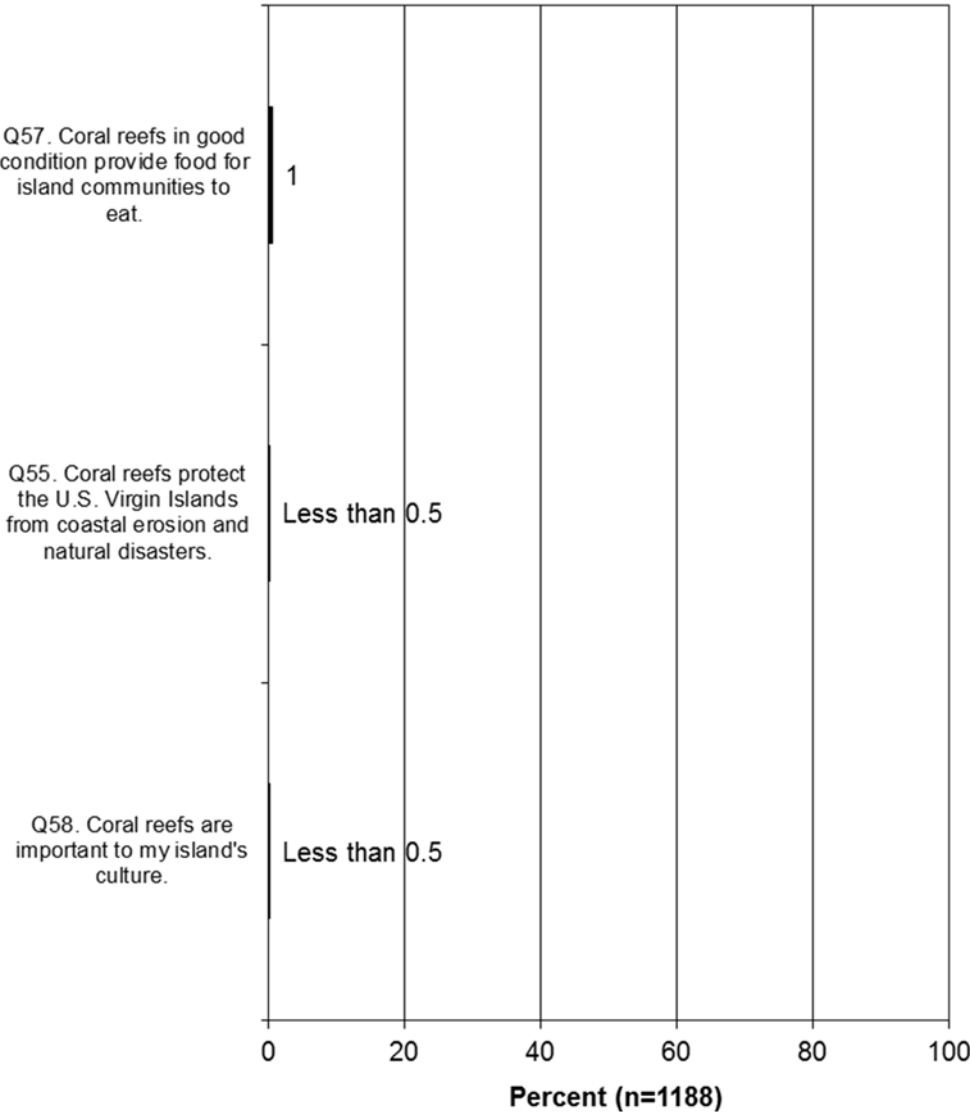 Q57. Coral reefs in good
condition provide food for
island communities to
eat.
1
Q55. Coral reefs protect
the U.S. Virgin Islands
from coastal erosion and
natural disasters.
Less than 0.5
Q58. Coral reefs are
important to my island's
culture.
Less than 0.5
0 20 40 60 80 100
Percent (n=1188)